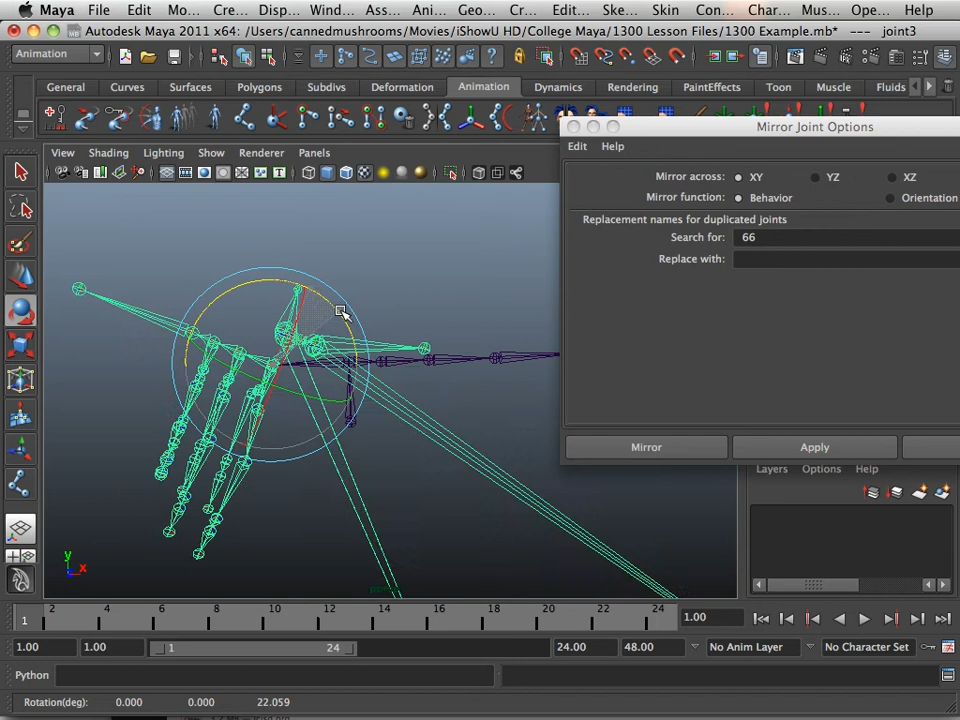 Maya File Edit Mo... Cre... Dis... Win... Ass... Ani... Geo... Edit... Ske... Skin Con... Char... Mus... Ope... Help
Autodesk Maya 2011 x64: /Users/cannedmushrooms/Movies/iShowU HD/College Maya/1300 Lesson Files/1300 Example.mb* --- joint3
Animation
General Curves Surfaces Polygons Subdivs Deformation Animation Dynamics Rendering PaintEffects Toon Muscle Fluids
Mirror Joint Options
View Shading Lighting Show Renderer Panels
Edit Help
Mirror across: XY YZ XZ
Mirror function: Behavior Orientation
Replacement names for duplicated joints
Search for: 66
Replace with:
Mirror Apply
Layers Options Help
y
x
2 4 6 8 10 12 14 16 18 20 22 24
1
1.00
1.00 1.00 1 24 24.00 48.00 No Anim Layer No Character Set
Python
Rotation(deg): 0.000 0.000 22.059